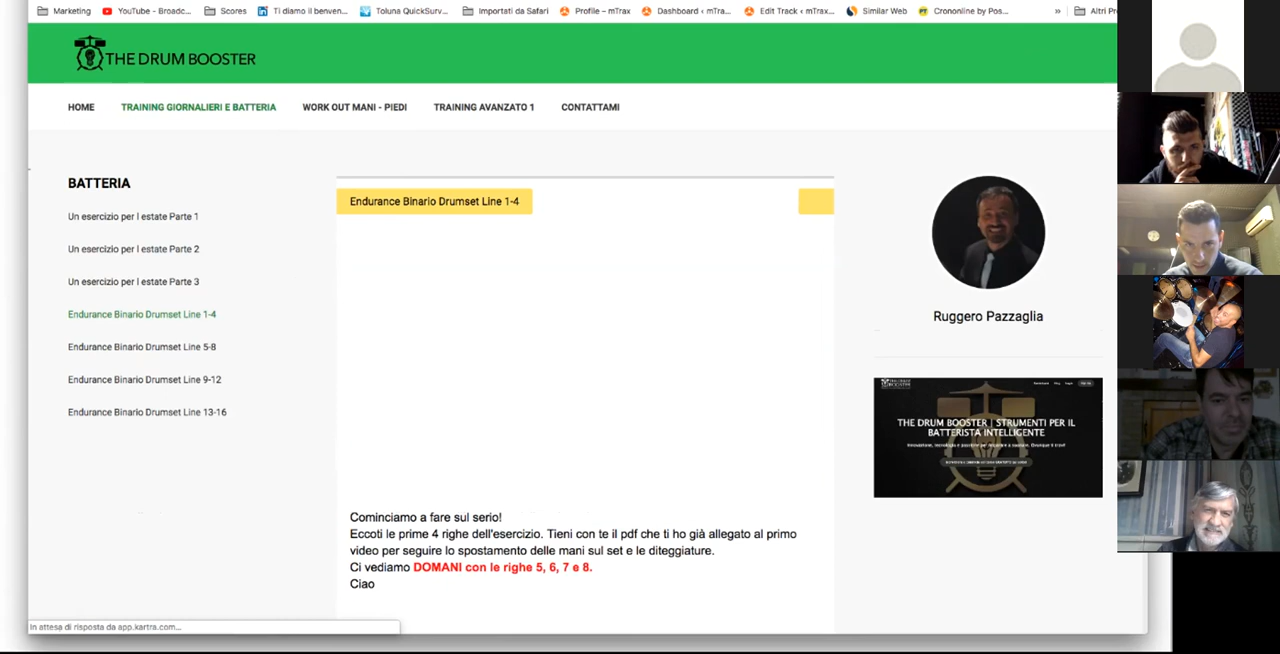 Marketing
YouTube - Broadc...
Scores
Ti diamo il benven...
Toluna QuickSurv...
Importati da Safari
Profile – mTrax
Dashboard ‹ mTra...
Edit Track ‹ mTrax...
Similar Web
Crononline by Pos...
»
Altri Pr
THE DRUM BOOSTER
HOME
TRAINING GIORNALIERI E BATTERIA
WORK OUT MANI - PIEDI
TRAINING AVANZATO 1
CONTATTAMI
BATTERIA
Un esercizio per l estate Parte 1
Un esercizio per l estate Parte 2
Un esercizio per l estate Parte 3
Endurance Binario Drumset Line 1-4
Endurance Binario Drumset Line 5-8
Endurance Binario Drumset Line 9-12
Endurance Binario Drumset Line 13-16
Endurance Binario Drumset Line 1-4
Cominciamo a fare sul serio!
Eccoti le prime 4 righe dell'esercizio. Tieni con te il pdf che ti ho già allegato al primo
video per seguire lo spostamento delle mani sul set e le diteggiature.
Ci vediamo DOMANI con le righe 5, 6, 7 e 8.
Ciao
Ruggero Pazzaglia
THE DRUM BOOSTER | STRUMENTI PER IL
BATTERISTA INTELLIGENTE
In attesa di risposta da app.kartra.com...